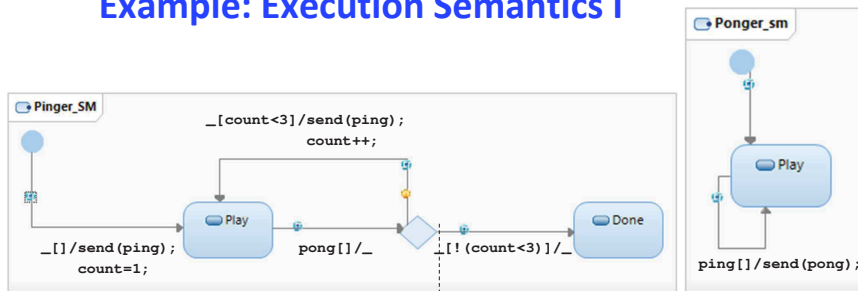 Example: Execution Semantics I
Ponger_sm
Pinger_SM
_[count<3]/send(ping);
count++;
Play
Play
Done
_[]/send(ping);
count=1;
pong[]/_
_[!(count<3)]/_
ping[]/send(pong);